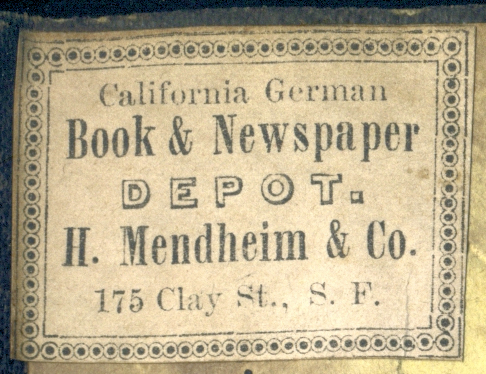 California German
Book & Newspaper
DEPOT.
H. Mendheim & Co.
175 Clay St., S. F.